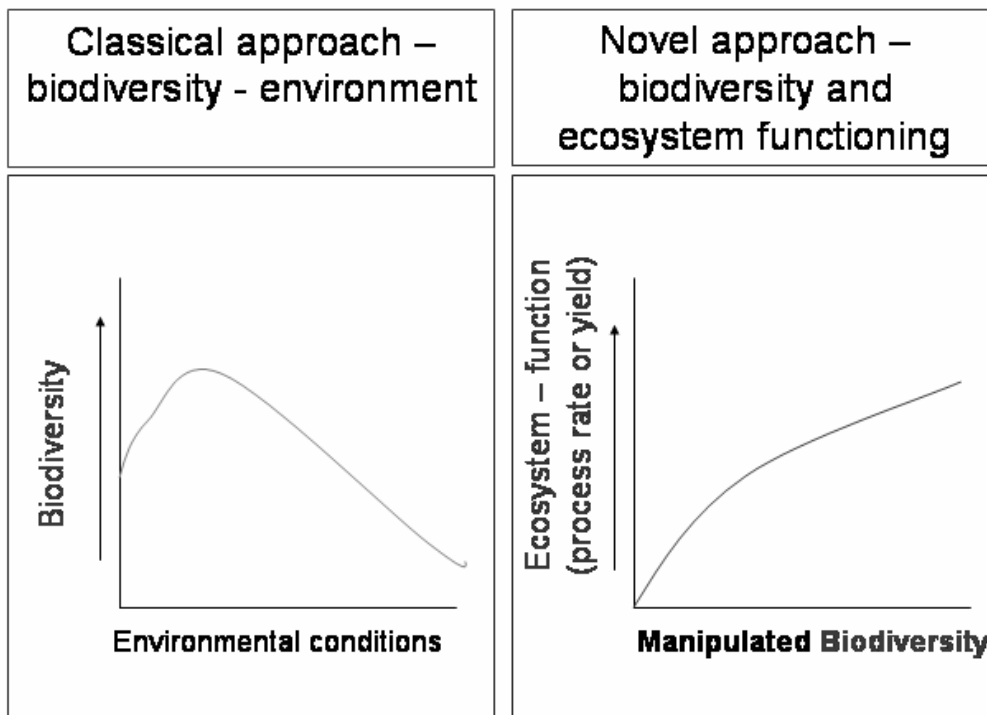 Classical approach –
biodiversity - environment
Novel approach –
biodiversity and
ecosystem functioning
Biodiversity
Environmental conditions
Ecosystem – function
(process rate or yield)
Manipulated Biodiversity